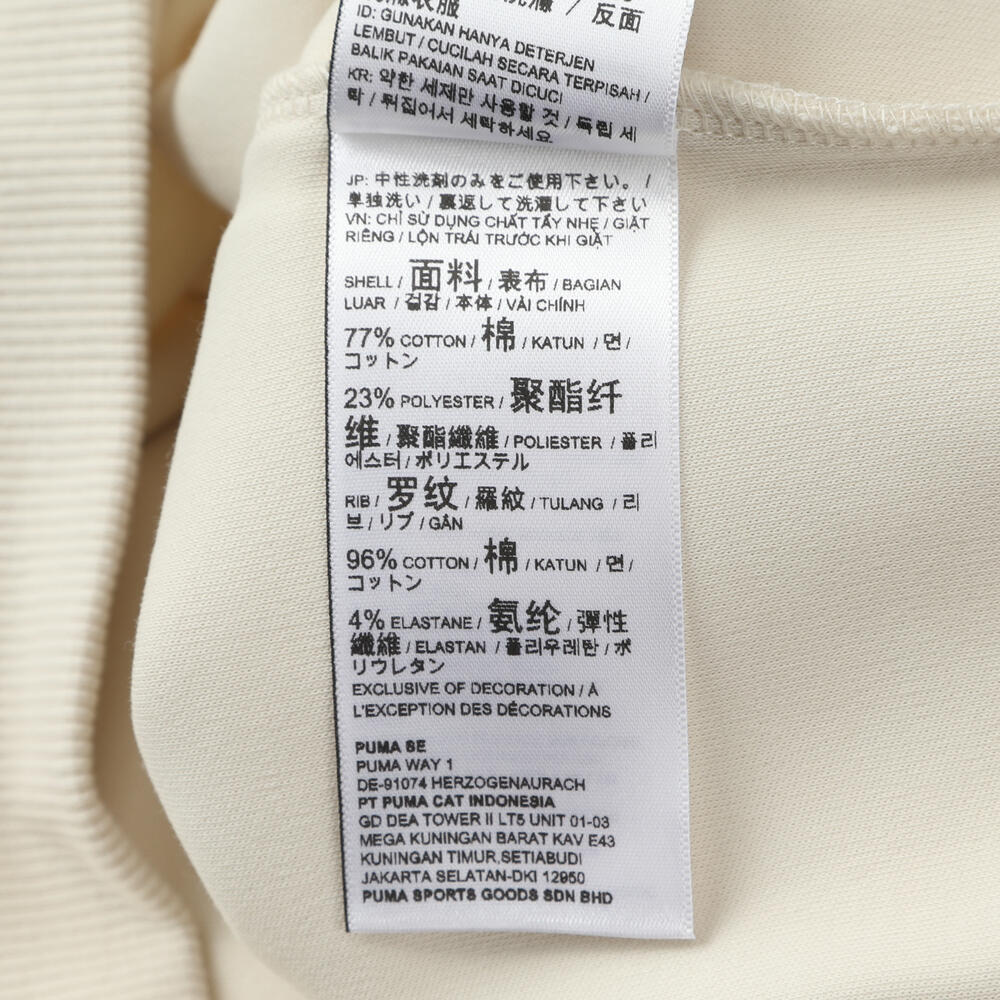 衣服 / 反面
ID: GUNAKAN HANYA DETERJEN
LEMBUT / CUCILAH SECARA TERPISAH /
BALIK PAKAIAN SAAT DICUCI
KR: 약한 세제만 사용할 것 / 독립 세
탁 / 뒤집어서 세탁하세요
JP: 中性洗剤のみをご使用下さい。 /
単独洗い / 裏返して洗濯して下さい
VN: CHỈ SỬ DỤNG CHẤT TẨY NHẸ / GIẶT
RIÊNG / LỘN TRÁI TRƯỚC KHI GIẶT
SHELL / 面料 / 表布 / BAGIAN
LUAR / 겉감 / 本体 / VẢI CHÍNH
77% COTTON / 棉 / KATUN / 면 /
コットン
23% POLYESTER / 聚酯纤
维 / 聚酯纖維 / POLIESTER / 폴리
에스터 / ポリエステル
RIB / 罗纹 / 羅紋 / TULANG / 리
브 / リブ / GÂN
96% COTTON / 棉 / KATUN / 면 /
コットン
4% ELASTANE / 氨纶 / 彈性
纖維 / ELASTAN / 폴리우레탄 / ポ
リウレタン
EXCLUSIVE OF DECORATION / À
L'EXCEPTION DES DÉCORATIONS
PUMA SE
PUMA WAY 1
DE-91074 HERZOGENAURACH
PT PUMA CAT INDONESIA
GD DEA TOWER II LT5 UNIT 01-03
MEGA KUNINGAN BARAT KAV E43
KUNINGAN TIMUR,SETIABUDI
JAKARTA SELATAN-DKI 12950
PUMA SPORTS GOODS SDN BHD